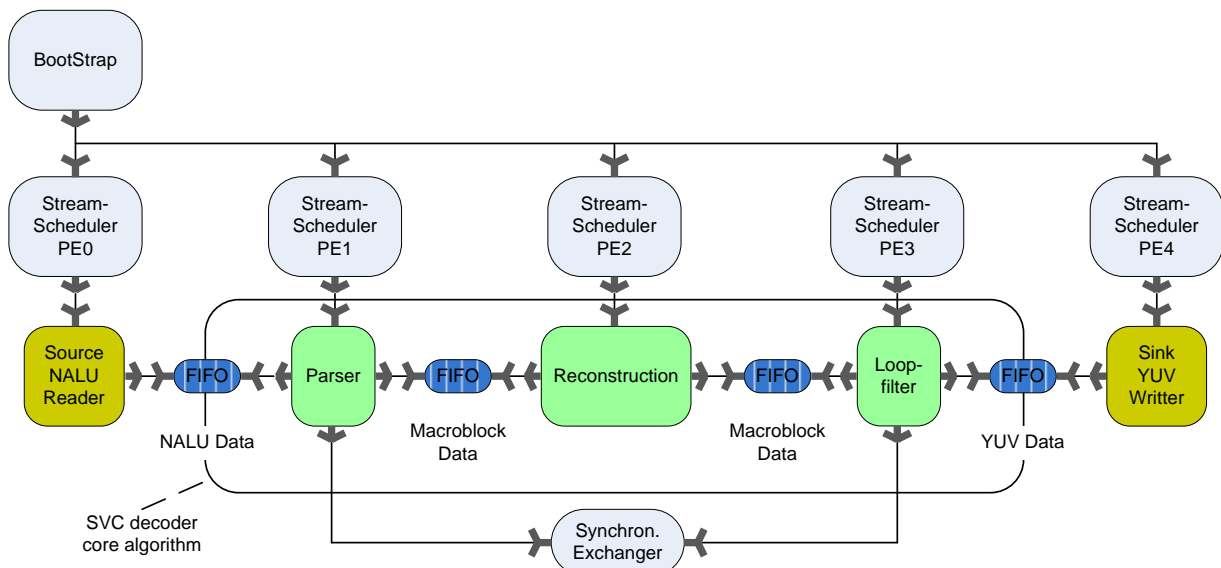 BootStrap
Stream-
Scheduler
PE0
Stream-
Scheduler
PE1
Stream-
Scheduler
PE2
Stream-
Scheduler
PE3
Stream-
Scheduler
PE4
Source
NALU
Reader
FIFO
Parser
FIFO
Reconstruction
FIFO
Loop-
filter
FIFO
Sink
YUV
Writter
NALU Data
Macroblock
Data
Macroblock
Data
YUV Data
SVC decoder
core algorithm
Synchron.
Exchanger